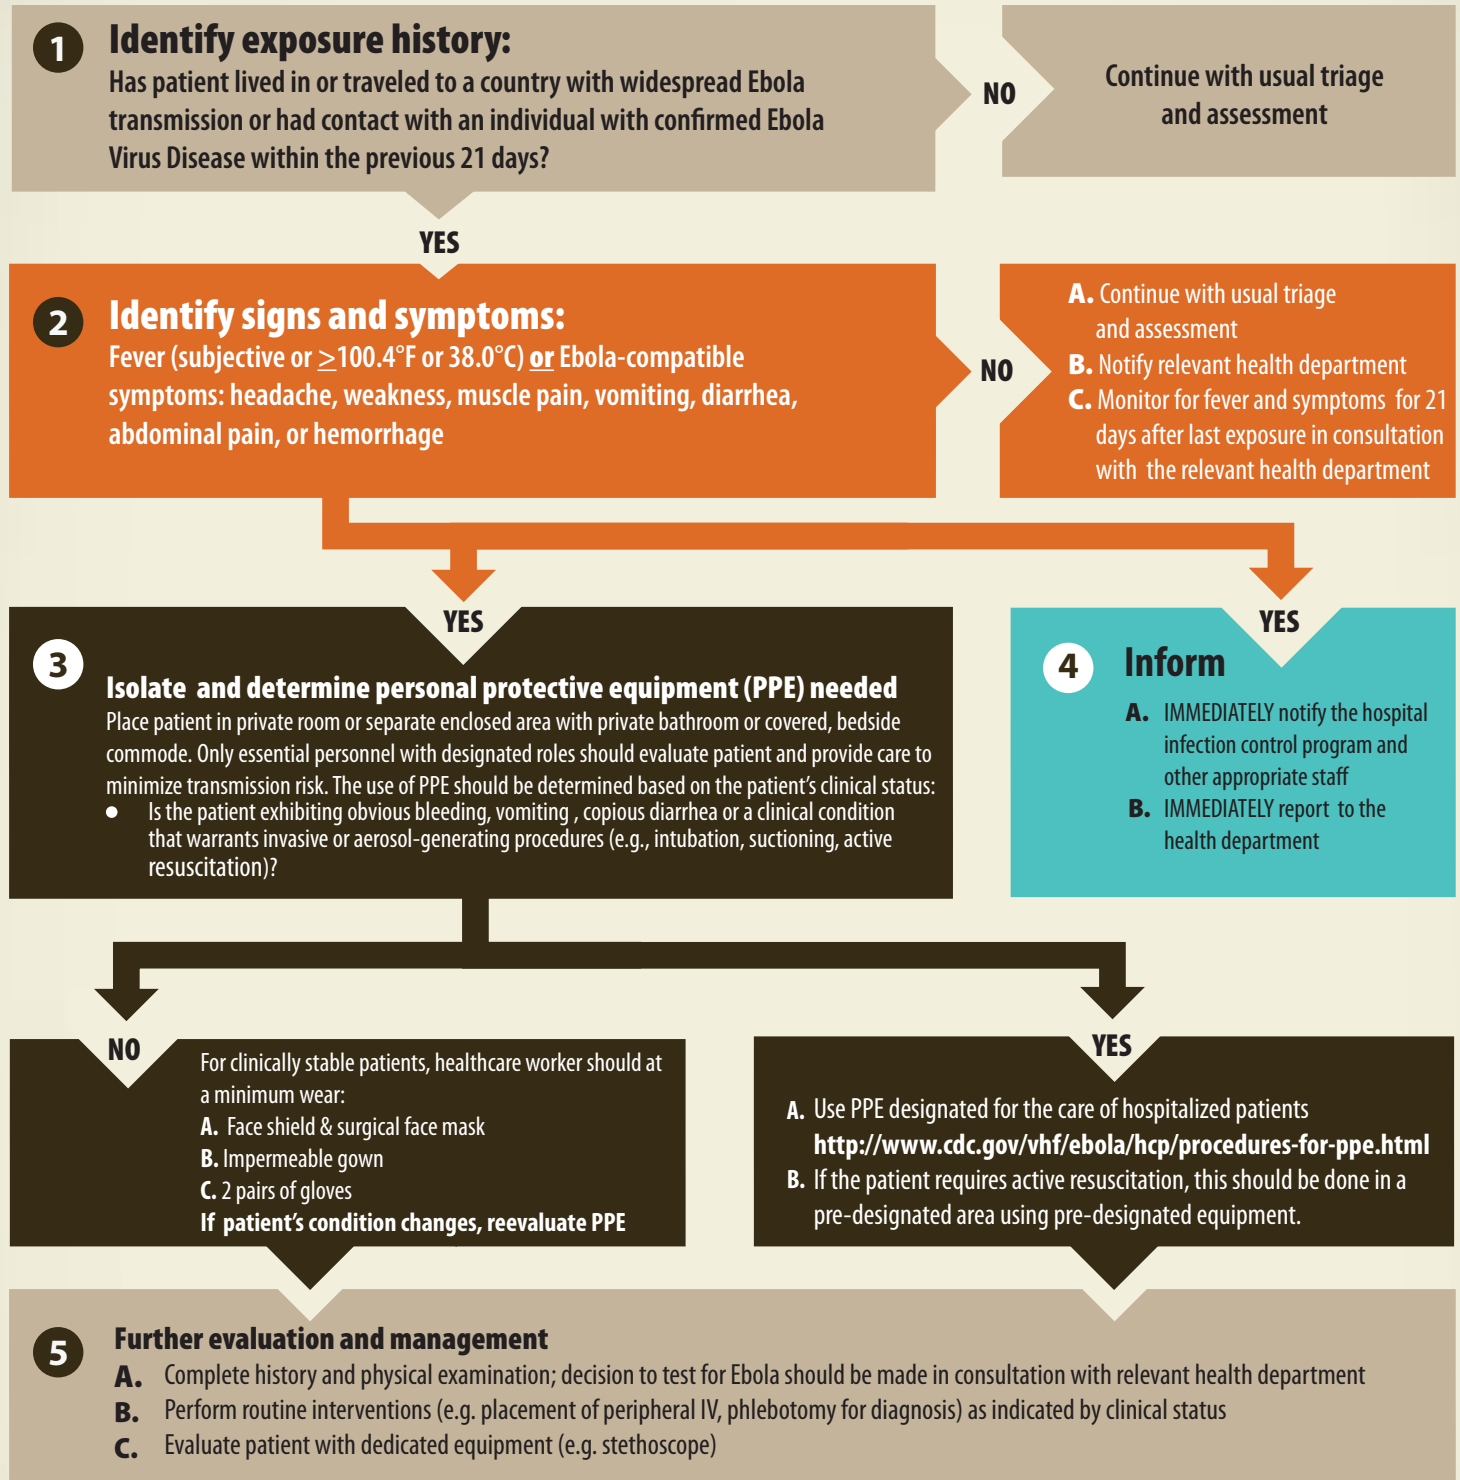 1
Identify exposure history:
Has patient lived in or traveled to a country with widespread Ebola
transmission or had contact with an individual with confirmed Ebola
Virus Disease within the previous 21 days?
NO
Continue with usual triage
and assessment
YES
2
Identify signs and symptoms:
Fever (subjective or ≥100.4°F or 38.0°C) or Ebola-compatible
symptoms: headache, weakness, muscle pain, vomiting, diarrhea,
abdominal pain, or hemorrhage
NO
A. Continue with usual triage
and assessment
B. Notify relevant health department
C. Monitor for fever and symptoms for 21
days after last exposure in consultation
with the relevant health department
YES
3
Isolate and determine personal protective equipment (PPE) needed
Place patient in private room or separate enclosed area with private bathroom or covered, bedside
commode. Only essential personnel with designated roles should evaluate patient and provide care to
minimize transmission risk. The use of PPE should be determined based on the patient's clinical status:
● Is the patient exhibiting obvious bleeding, vomiting , copious diarrhea or a clinical condition
that warrants invasive or aerosol-generating procedures (e.g., intubation, suctioning, active
resuscitation)?
YES
4
Inform
A. IMMEDIATELY notify the hospital
infection control program and
other appropriate staff
B. IMMEDIATELY report to the
health department
NO
For clinically stable patients, healthcare worker should at
a minimum wear:
A. Face shield & surgical face mask
B. Impermeable gown
C. 2 pairs of gloves
If patient's condition changes, reevaluate PPE
YES
A. Use PPE designated for the care of hospitalized patients
http://www.cdc.gov/vhf/ebola/hcp/procedures-for-ppe.html
B. If the patient requires active resuscitation, this should be done in a
pre-designated area using pre-designated equipment.
5
Further evaluation and management
A. Complete history and physical examination; decision to test for Ebola should be made in consultation with relevant health department
B. Perform routine interventions (e.g. placement of peripheral IV, phlebotomy for diagnosis) as indicated by clinical status
C. Evaluate patient with dedicated equipment (e.g. stethoscope)